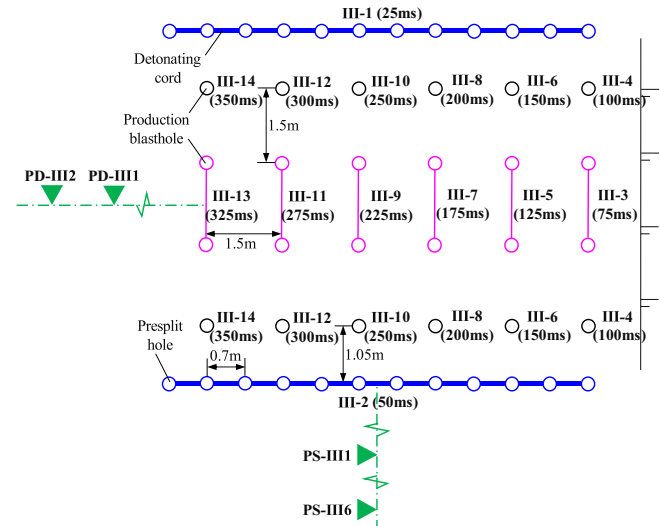 III-1 (25ms)
Detonating
cord
III-14
(350ms)
III-12
(300ms)
III-10
(250ms)
III-8
(200ms)
III-6
(150ms)
III-4
(100ms)
Production
blasthole
1.5m
PD-III2
PD-III1
III-13
(325ms)
III-11
(275ms)
III-9
(225ms)
III-7
(175ms)
III-5
(125ms)
III-3
(75ms)
1.5m
Presplit
hole
III-14
(350ms)
III-12
(300ms)
III-10
(250ms)
III-8
(200ms)
III-6
(150ms)
III-4
(100ms)
0.7m
1.05m
III-2 (50ms)
PS-III1
PS-III6